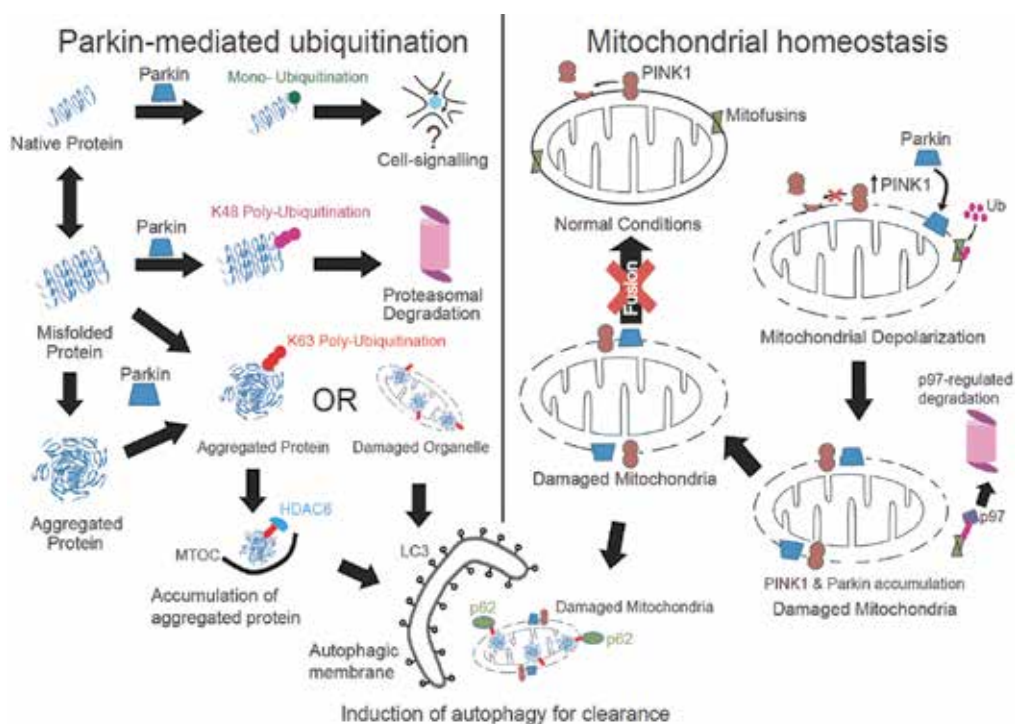 Parkin-mediated ubiquitination
Parkin
Mono- Ubiquitination
Native Protein
?
Cell-signalling
Parkin
K48 Poly-Ubiquitination
Misfolded
Protein
Proteasomal
Degradation
Parkin
K63 Poly-Ubiquitination
OR
Aggregated Protein
Damaged Organelle
Aggregated
Protein
HDAC6
MTOC
Accumulation of
aggregated protein
LC3
Autophagic
membrane
p62
Damaged Mitochondria
p62
Induction of autophagy for clearance
Mitochondrial homeostasis
PINK1
Mitofusins
Normal Conditions
Parkin
PINK1
Ub
Mitochondrial Depolarization
Fusion
Damaged Mitochondria
p97-regulated
degradation
p97
PINK1 & Parkin accumulation
Damaged Mitochondria